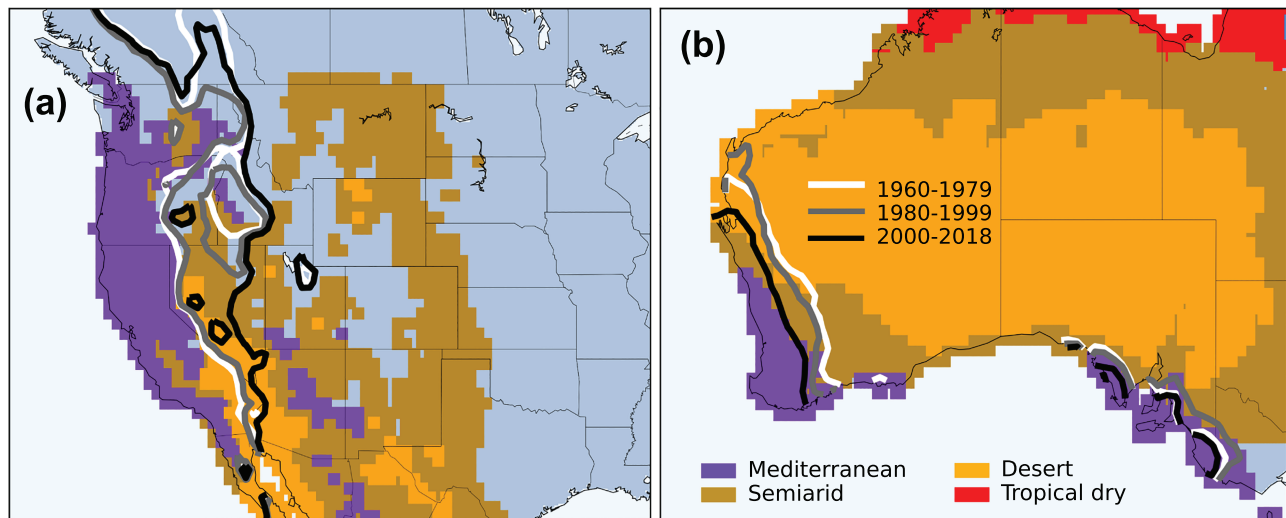 (a)
(b)
1960-1979
1980-1999
2000-2018
Mediterranean
Desert
Semiarid
Tropical dry